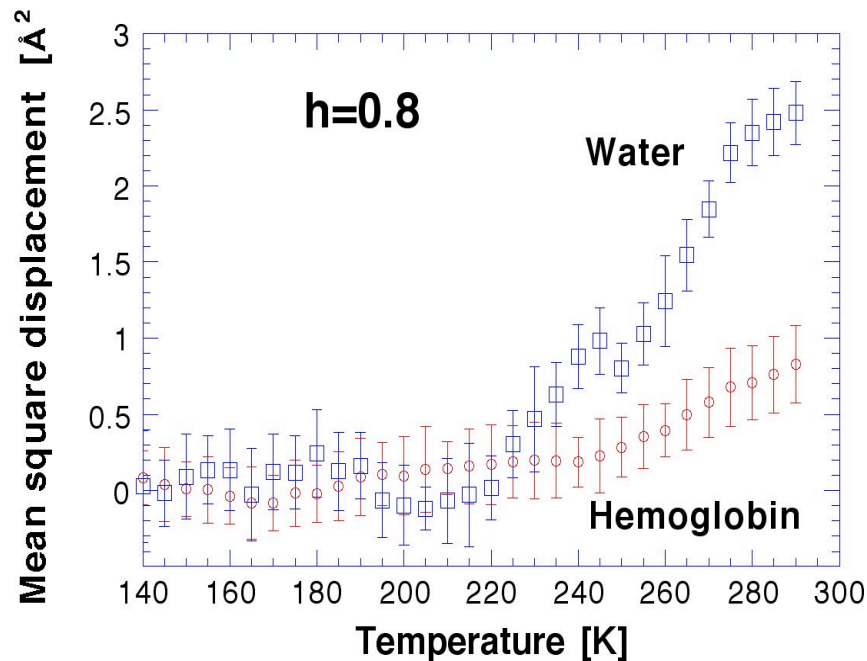 Mean square displacement [Å²]
3
2.5
2
1.5
1
0.5
0
h=0.8
Water
Hemoglobin
140 160 180 200 220 240 260 280 300
Temperature [K]